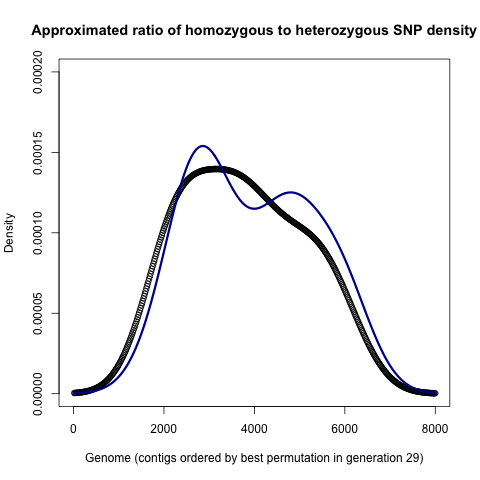 Approximated ratio of homozygous to heterozygous SNP density
0.00020
0.00015
0.00010
0.00005
0.00000
Density
0 2000 4000 6000 8000
Genome (contigs ordered by best permutation in generation 29)